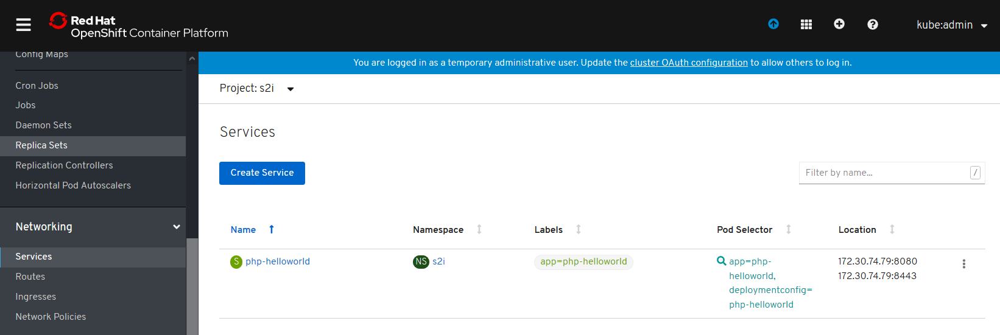 Red Hat
OpenShift Container Platform
kube:admin
Config Maps
Cron Jobs
Jobs
Daemon Sets
Replica Sets
Replication Controllers
Horizontal Pod Autoscalers
Networking
Services
Routes
Ingresses
Network Policies
You are logged in as a temporary administrative user. Update the cluster OAuth configuration to allow others to log in.
Project: s2i
Services
Create Service
Filter by name...
/
Name Namespace Labels Pod Selector Location
S php-helloworld NS s2i app=php-helloworld app=php- 172.30.74.79:8080
helloworld, 172.30.74.79:8443
deploymentconfig=
php-helloworld